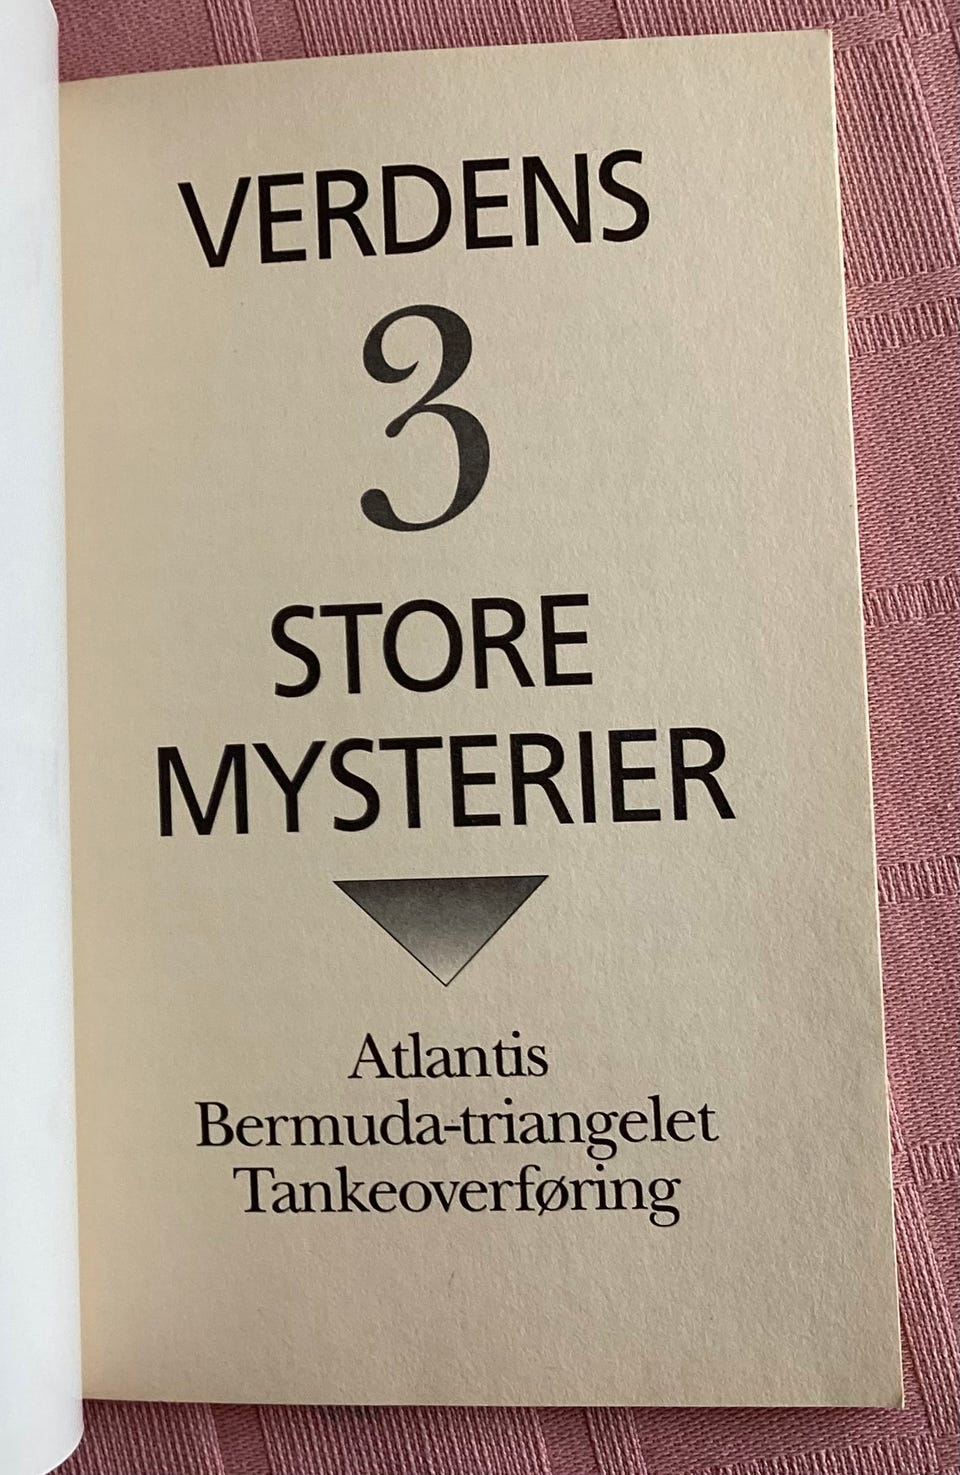 VERDENS
3
STORE
MYSTERIER
Atlantis
Bermuda-triangelet
Tankeoverføring